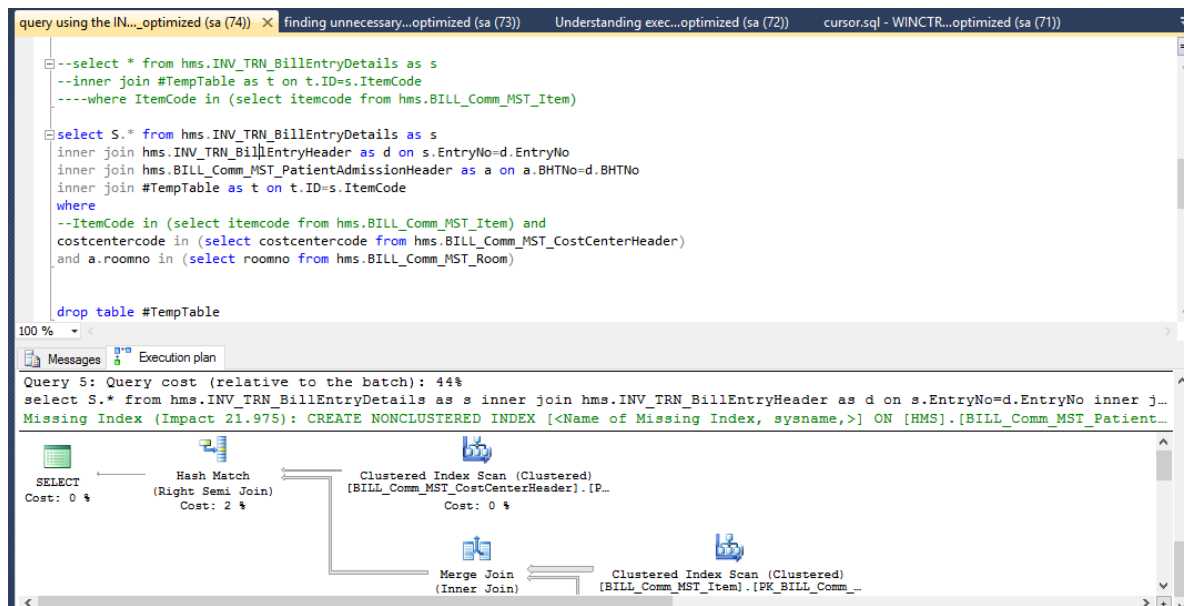 query using the IN..._optimized (sa (74))
finding unnecessary...optimized (sa (73))
Understanding exec...optimized (sa (72))
cursor.sql - WINCTR...optimized (sa (71))
--select * from hms.INV_TRN_BillEntryDetails as s
--inner join #TempTable as t on t.ID=s.ItemCode
----where ItemCode in (select itemcode from hms.BILL_Comm_MST_Item)
select S.* from hms.INV_TRN_BillEntryDetails as s
inner join hms.INV_TRN_BillEntryHeader as d on s.EntryNo=d.EntryNo
inner join hms.BILL_Comm_MST_PatientAdmissionHeader as a on a.BHTNo=d.BHTNo
inner join #TempTable as t on t.ID=s.ItemCode
where
--ItemCode in (select itemcode from hms.BILL_Comm_MST_Item) and
costcentercode in (select costcentercode from hms.BILL_Comm_MST_CostCenterHeader)
and a.roomno in (select roomno from hms.BILL_Comm_MST_Room)
drop table #TempTable
100 %
Messages
Execution plan
Query 5: Query cost (relative to the batch): 44%
select S.* from hms.INV_TRN_BillEntryDetails as s inner join hms.INV_TRN_BillEntryHeader as d on s.EntryNo=d.EntryNo inner j…
Missing Index (Impact 21.975): CREATE NONCLUSTERED INDEX [<Name of Missing Index, sysname,>] ON [HMS].[BILL_Comm_MST_Patient…
SELECT
Cost: 0 %
Hash Match
(Right Semi Join)
Cost: 2 %
Clustered Index Scan (Clustered)
[BILL_Comm_MST_CostCenterHeader].[P…
Cost: 0 %
Merge Join
(Inner Join)
Clustered Index Scan (Clustered)
[BILL_Comm_MST_Item].[PK_BILL_Comm_…